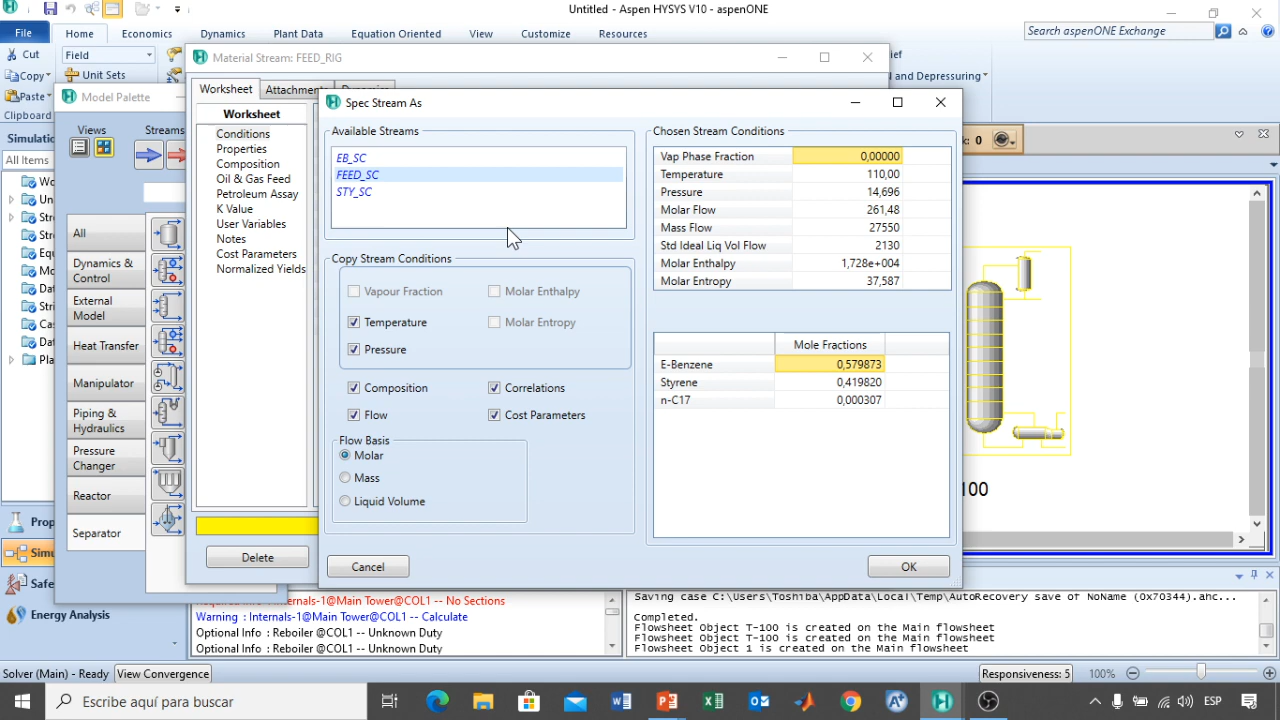 Untitled - Aspen HYSYS V10 - aspenONE
File
Home
Economics
Dynamics
Plant Data
Equation Oriented
View
Customize
Resources
Search aspenONE Exchange
Cut
Field
Copy
Unit Sets
Paste
Clipboard
and Depressuring
Material Stream: FEED_RIG
Model Palette
Worksheet
Attachments
Dynamics
Spec Stream As
Views
Streams
All Items
Worksheet
Conditions
Properties
Composition
Oil & Gas Feed
Petroleum Assay
K Value
User Variables
Notes
Cost Parameters
Normalized Yields
All
Dynamics &
Control
External
Model
Heat Transfer
Manipulator
Piping &
Hydraulics
Pressure
Changer
Reactor
Separator
Delete
Available Streams
EB_SC
FEED_SC
STY_SC
Copy Stream Conditions
Vapour Fraction
Molar Enthalpy
Temperature
Molar Entropy
Pressure
Composition
Correlations
Flow
Cost Parameters
Flow Basis
Molar
Mass
Liquid Volume
Cancel
OK
Chosen Stream Conditions
Vap Phase Fraction 0,00000
Temperature 110,00
Pressure 14,696
Molar Flow 261,48
Mass Flow 27550
Std Ideal Liq Vol Flow 2130
Molar Enthalpy 1,728e+004
Molar Entropy 37,587
Mole Fractions
E-Benzene 0,579873
Styrene 0,419820
n-C17 0,000307
: 0
100
Prop
Simu
Safe
Energy Analysis
Required Info : Internals-1@Main Tower@COL1 -- No Sections
Warning : Internals-1@Main Tower@COL1 -- Calculate
Optional Info : Reboiler @COL1 -- Unknown Duty
Optional Info : Reboiler @COL1 -- Unknown Duty
Saving case C:\Users\Toshiba\AppData\Local\Temp\AutoRecovery save of NoName (0x70344).ahc...
Completed.
Flowsheet Object T-100 is created on the Main flowsheet
Flowsheet Object T-100 is created on the Main flowsheet
Flowsheet Object 1 is created on the Main flowsheet
Solver (Main) - Ready
View Convergence
Responsiveness: 5
100%
Escribe aquí para buscar
ESP